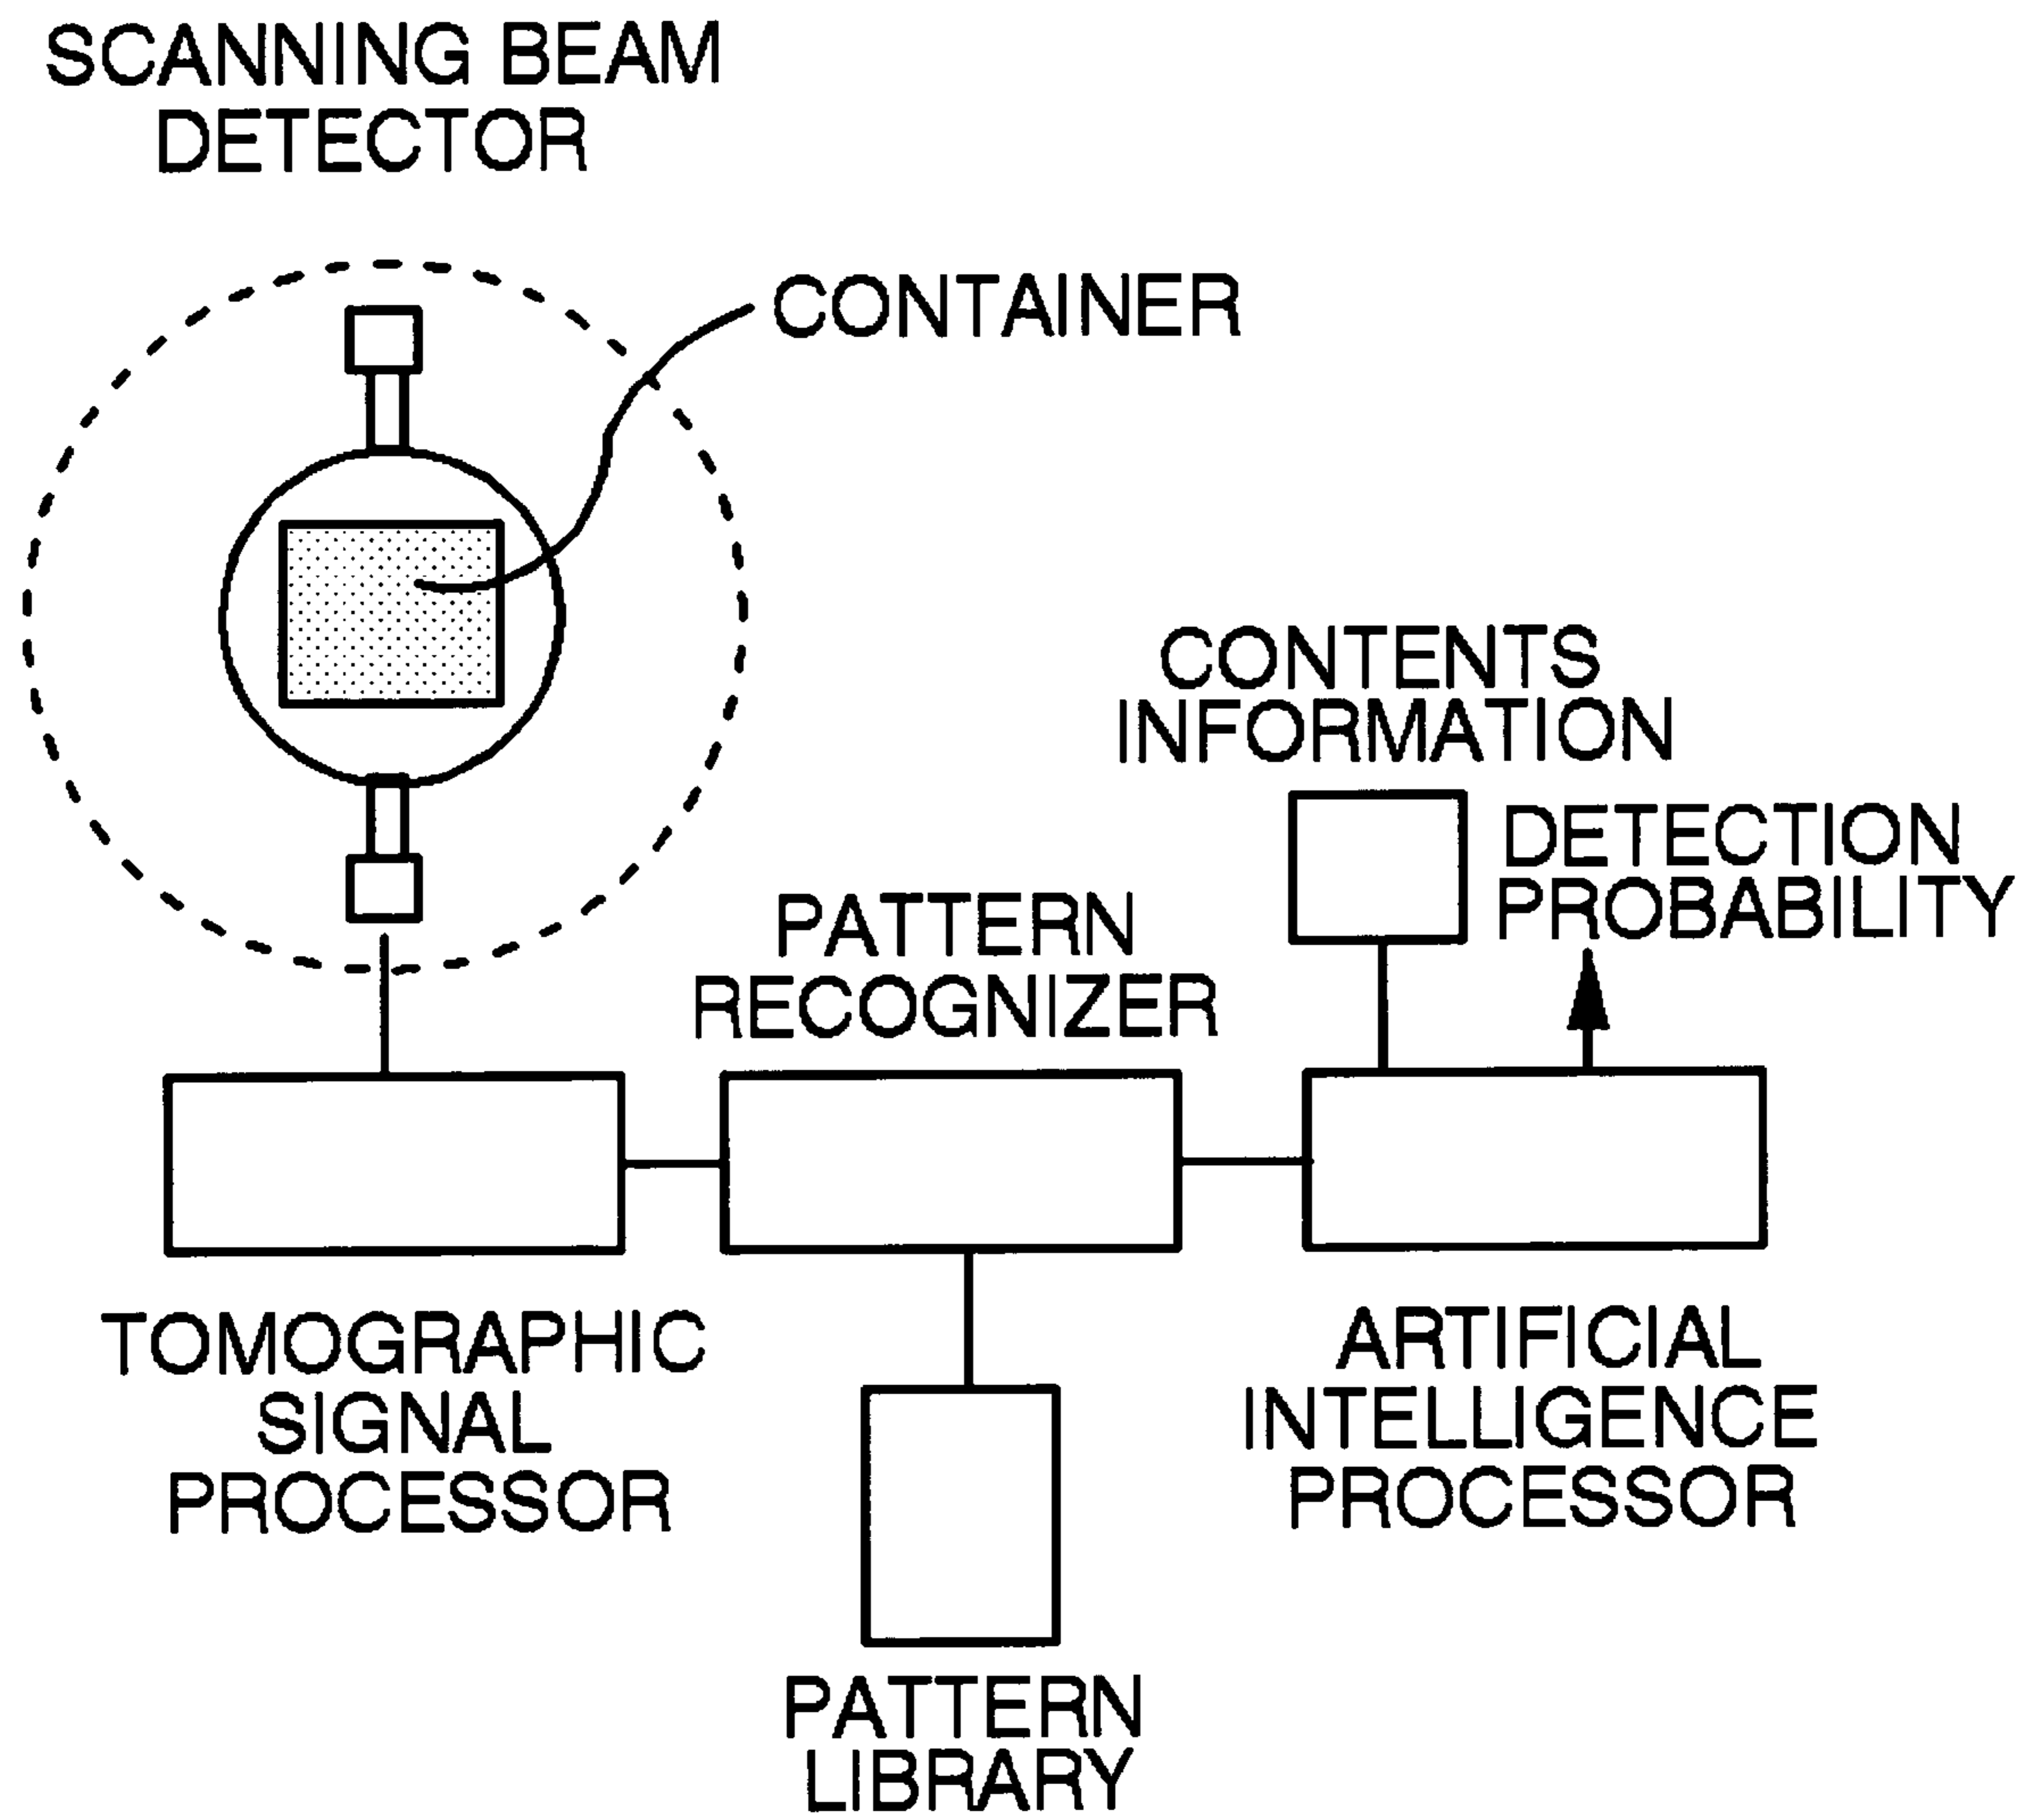 SCANNING BEAM
DETECTOR
CONTAINER
CONTENTS
INFORMATION
DETECTION
PROBABILITY
PATTERN
RECOGNIZER
TOMOGRAPHIC
SIGNAL
PROCESSOR
ARTIFICIAL
INTELLIGENCE
PROCESSOR
PATTERN
LIBRARY